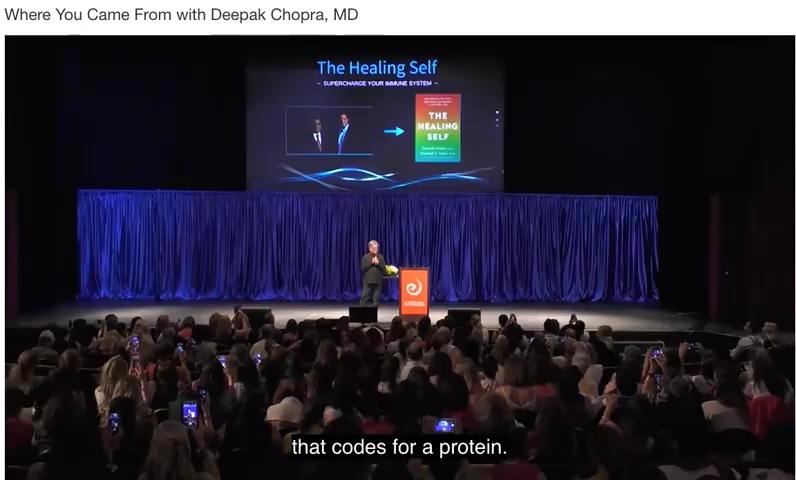 Where You Came From with Deepak Chopra, MD
The Healing Self
~ SUPERCHARGE YOUR IMMUNE SYSTEM ~
THE
HEALING
SELF
that codes for a protein.